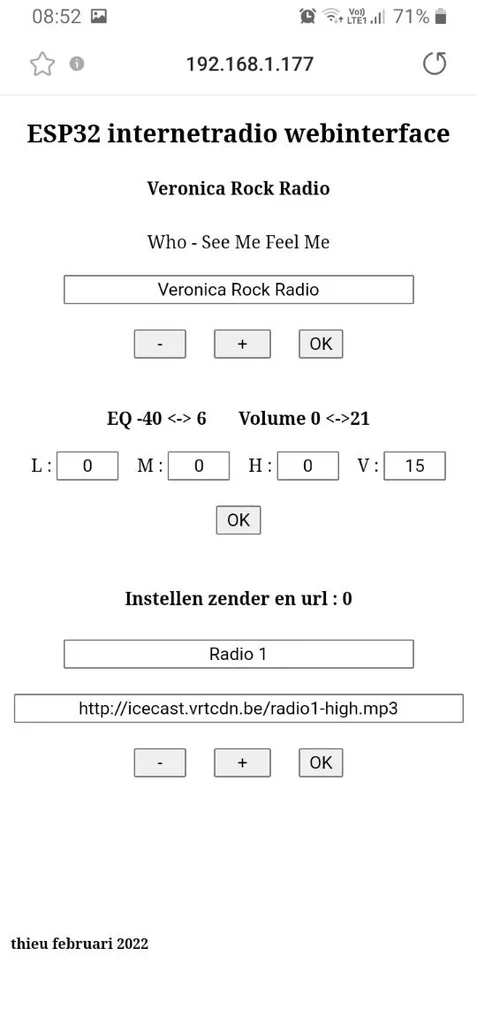 08:52 Vo)) LTE1 71%
192.168.1.177
ESP32 internetradio webinterface
Veronica Rock Radio
Who - See Me Feel Me
Veronica Rock Radio
- + OK
EQ -40 <-> 6 Volume 0 <->21
L : 0 M : 0 H : 0 V : 15
OK
Instellen zender en url : 0
Radio 1
http://icecast.vrtcdn.be/radio1-high.mp3
- + OK
thieu februari 2022